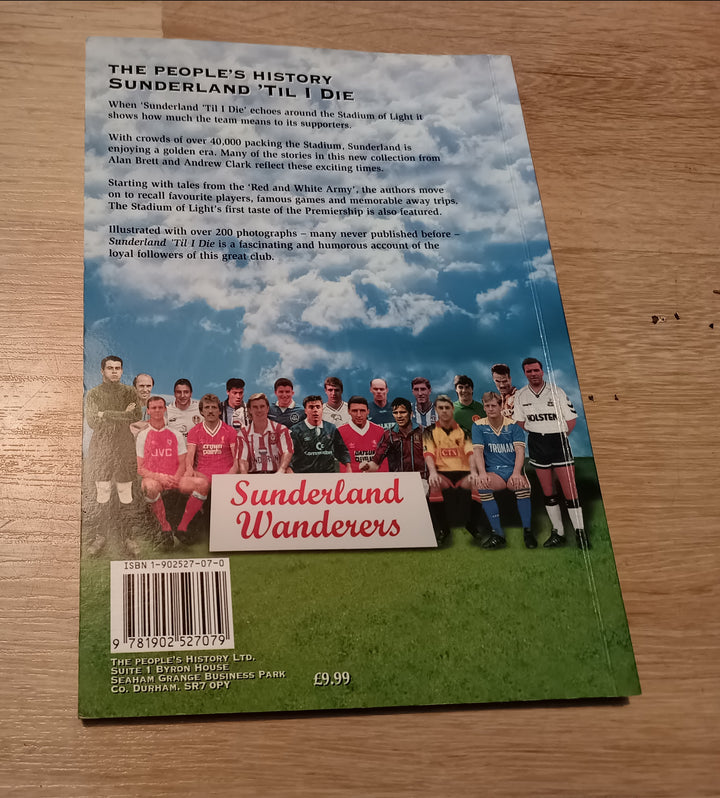 THE PEOPLE'S HISTORY
SUNDERLAND 'TIL I DIE
When 'Sunderland 'Til I Die' echoes around the Stadium of Light it
shows how much the team means to its supporters.
With crowds of over 40,000 packing the Stadium, Sunderland is
enjoying a golden era. Many of the stories in this new collection from
Alan Brett and Andrew Clark reflect these exciting times.
Starting with tales from the 'Red and White Army', the authors move
on to recall favourite players, famous games and memorable away trips.
The Stadium of Light's first taste of the Premiership is also featured.
Illustrated with over 200 photographs – many never published before –
Sunderland 'Til I Die is a fascinating and humorous account of the
loyal followers of this great club.
HOLSTEN
JVC
crown
paints
Commodore
CTX
TRUMAN
Sunderland
Wanderers
ISBN 1-902527-07-0
9 781902 527079
THE PEOPLE'S HISTORY LTD.
SUITE 1 BYRON HOUSE
SEAHAM GRANGE BUSINESS PARK
CO. DURHAM. SR7 0PY
£9.99